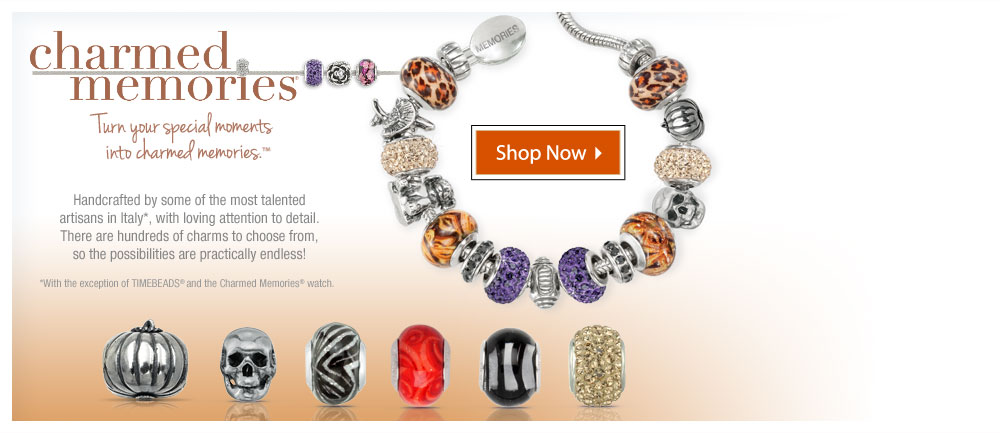 charmed
memories®
Turn your special moments
into charmed memories.™
Handcrafted by some of the most talented
artisans in Italy*, with loving attention to detail.
There are hundreds of charms to choose from,
so the possibilities are practically endless!
*With the exception of TIMEBEADS® and the Charmed Memories® watch.
MEMORIES
Shop Now